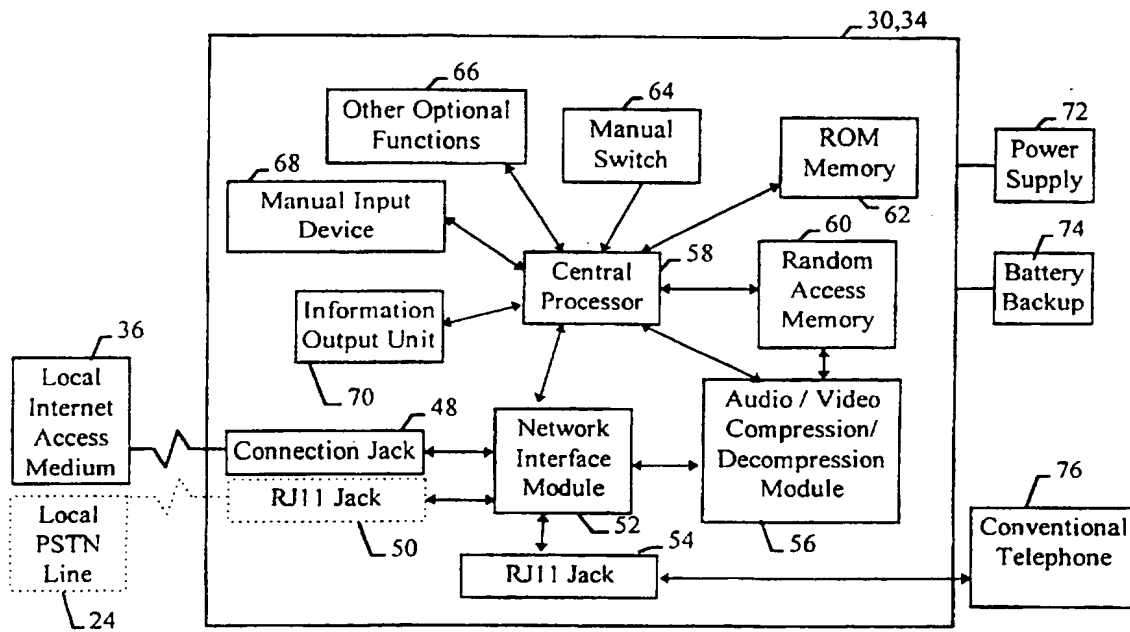 30,34
66
Other Optional
Functions
64
Manual
Switch
ROM
Memory
62
72
Power
Supply
68
Manual Input
Device
60
Random
Access
Memory
74
Battery
Backup
58
Central
Processor
Information
Output Unit
70
36
Local
Internet
Access
Medium
48
Connection Jack
Network
Interface
Module
52
Audio / Video
Compression/
Decompression
Module
56
RJ11 Jack
50
Local
PSTN
Line
24
54
RJ11 Jack
76
Conventional
Telephone